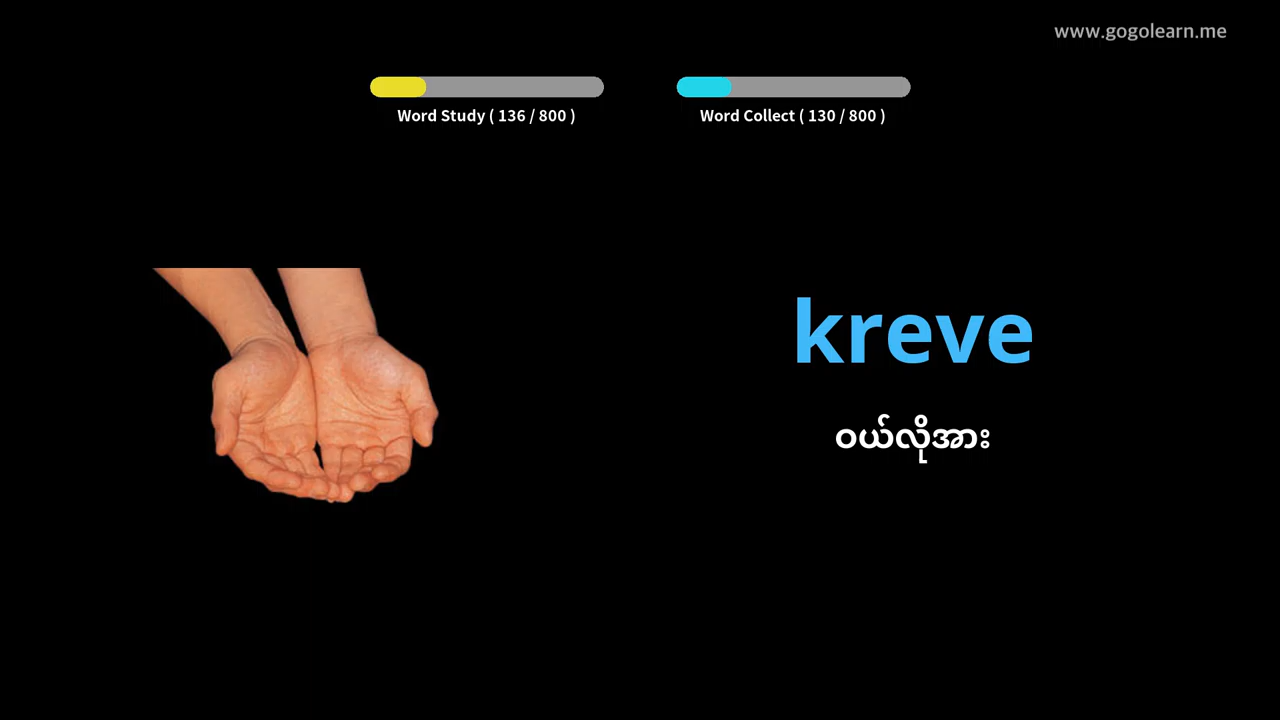 www.gogolearn.me
Word Study ( 136 / 800 )
Word Collect ( 130 / 800 )
kreve
ဝယ်လိုအား